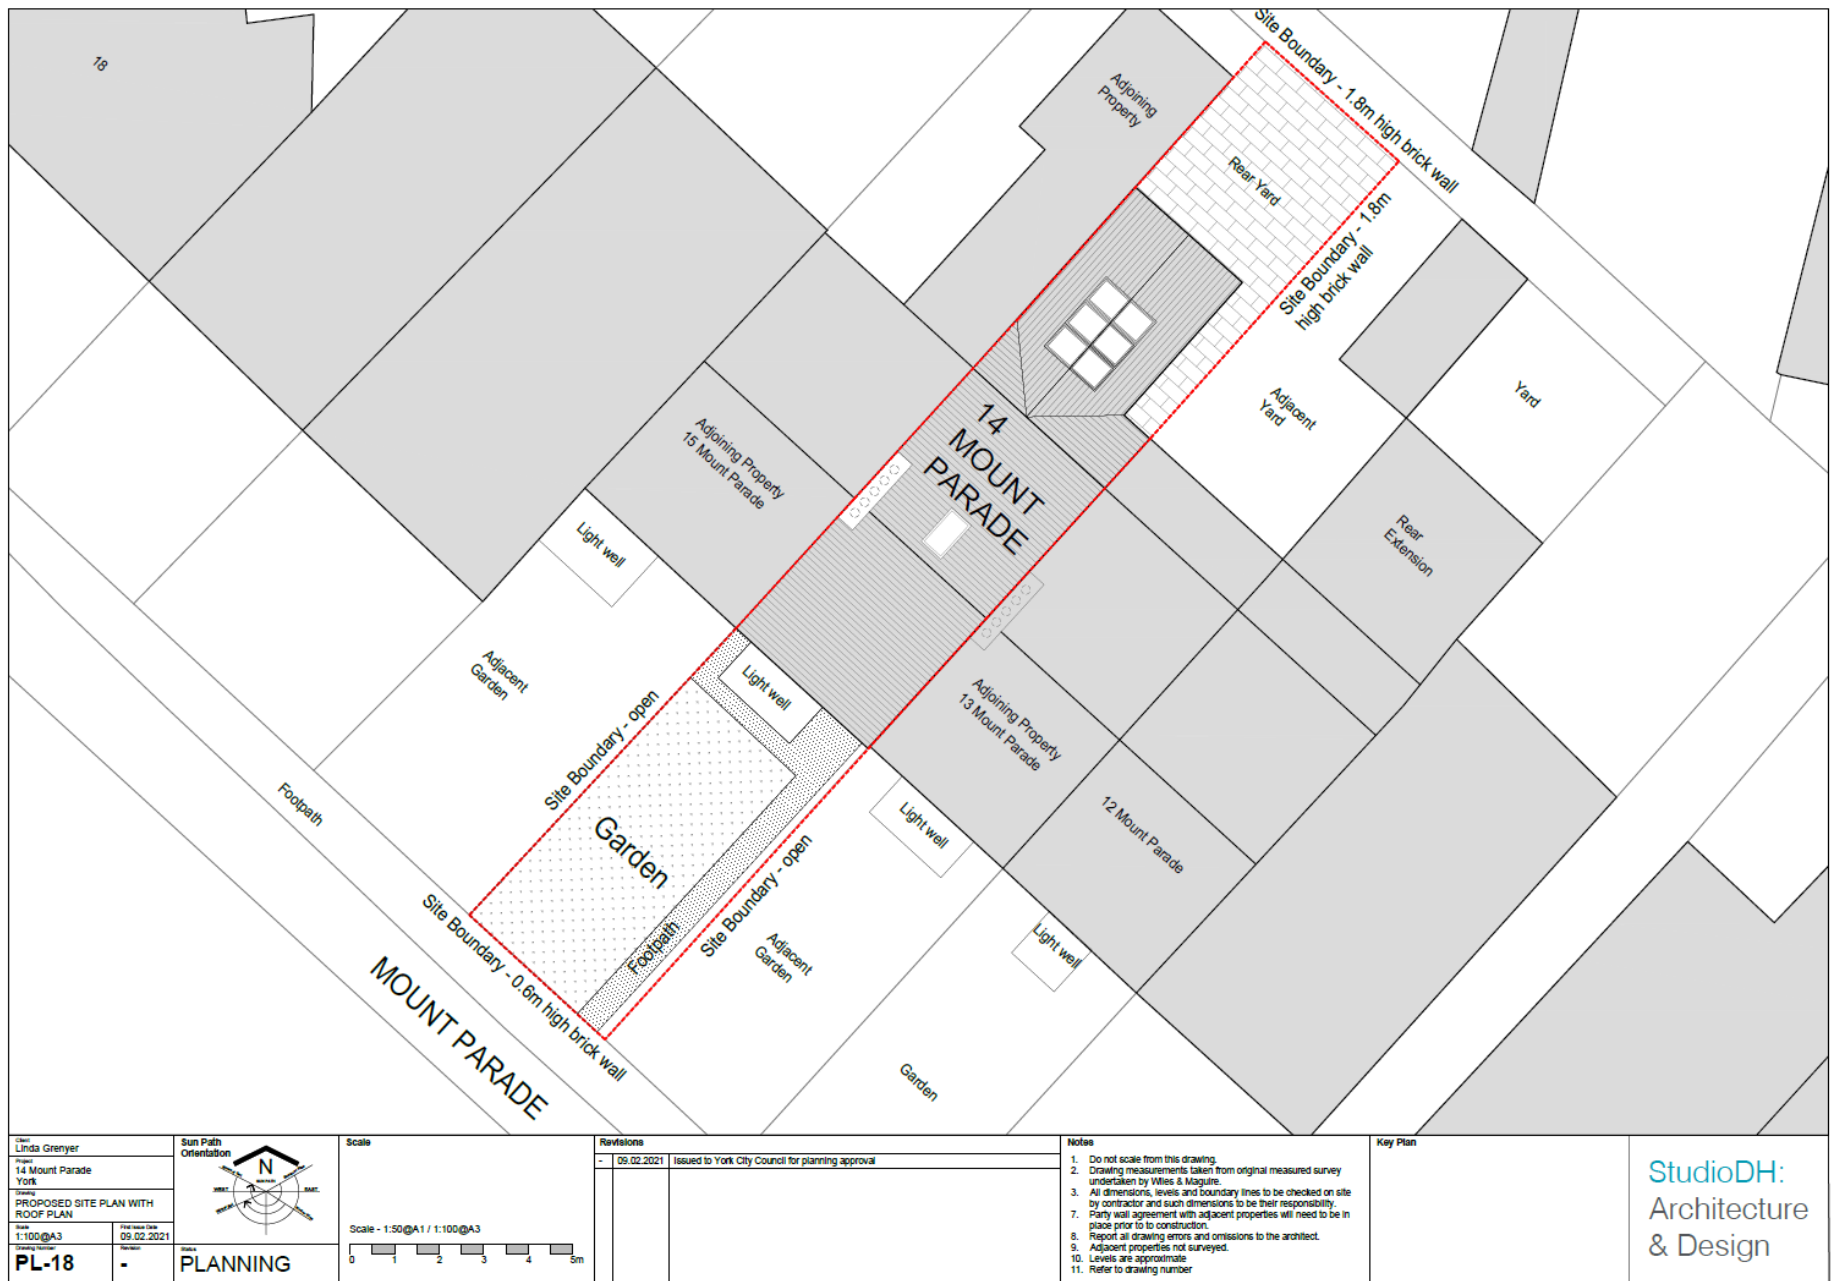 18
Site Boundary - 1.8m high brick wall
Adjoining
Property
Rear Yard
Site Boundary - 1.8m
high brick wall
Adjacent
Yard
Yard
14
MOUNT
PARADE
Adjoining Property
15 Mount Parade
Rear
Extension
Light well
Adjacent
Garden
Light well
Site Boundary - open
Adjoining Property
13 Mount Parade
Footpath
Garden
Light well
12 Mount Parade
Site Boundary - open
Footpath
Adjacent
Garden
Light well
Site Boundary - 0.6m high brick wall
MOUNT PARADE
Garden
Client
Linda Grenyer
Project
14 Mount Parade
York
Drawing
PROPOSED SITE PLAN WITH
ROOF PLAN
Scale
1:100@A3
First Issue Date
09.02.2021
Drawing Number
PL-18
Revision
-
Sun Path
Orientation
N
SUN PATH
WEST
EAST
Status
PLANNING
Scale
Scale - 1:50@A1 / 1:100@A3
0 1 2 3 4 5m
Revisions
- 09.02.2021 Issued to York City Council for planning approval
Notes
1. Do not scale from this drawing.
2. Drawing measurements taken from original measured survey
undertaken by Wiles & Maguire.
3. All dimensions, levels and boundary lines to be checked on site
by contractor and such dimensions to be their responsibility.
7. Party wall agreement with adjacent properties will need to be in
place prior to to construction.
8. Report all drawing errors and omissions to the architect.
9. Adjacent properties not surveyed.
10. Levels are approximate
11. Refer to drawing number
Key Plan
StudioDH:
Architecture
& Design